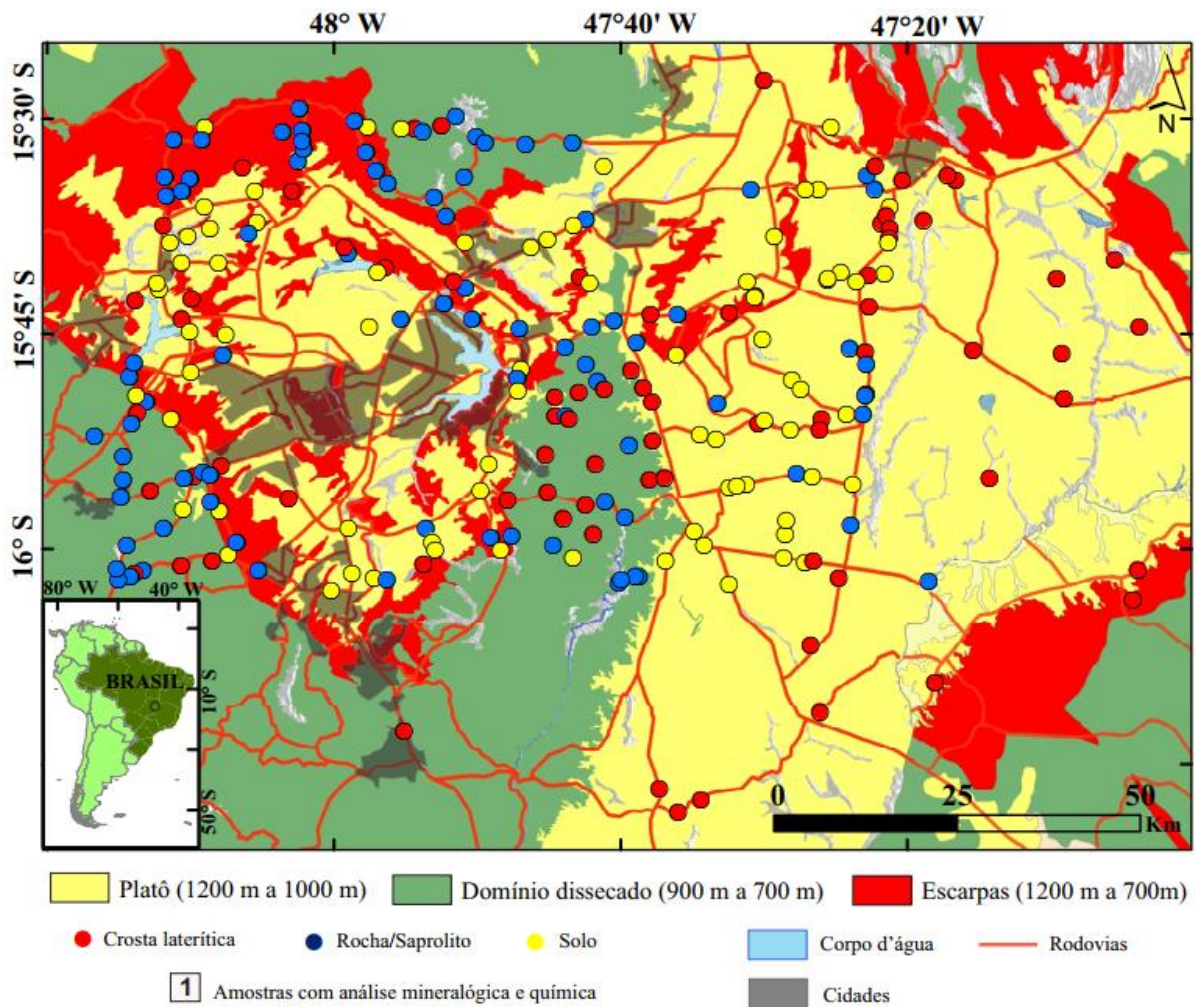 48° W 47°40' W 47°20' W
15°30' S
N
15°45' S
16° S
80° W 40° W
BRASIL
10° S
50° S
0 25 50
Km
Platô (1200 m a 1000 m) Domínio dissecado (900 m a 700 m) Escarpas (1200 m a 700m)
Crosta laterítica Rocha/Saprolito Solo Corpo d'água Rodovias
1 Amostras com análise mineralógica e química Cidades